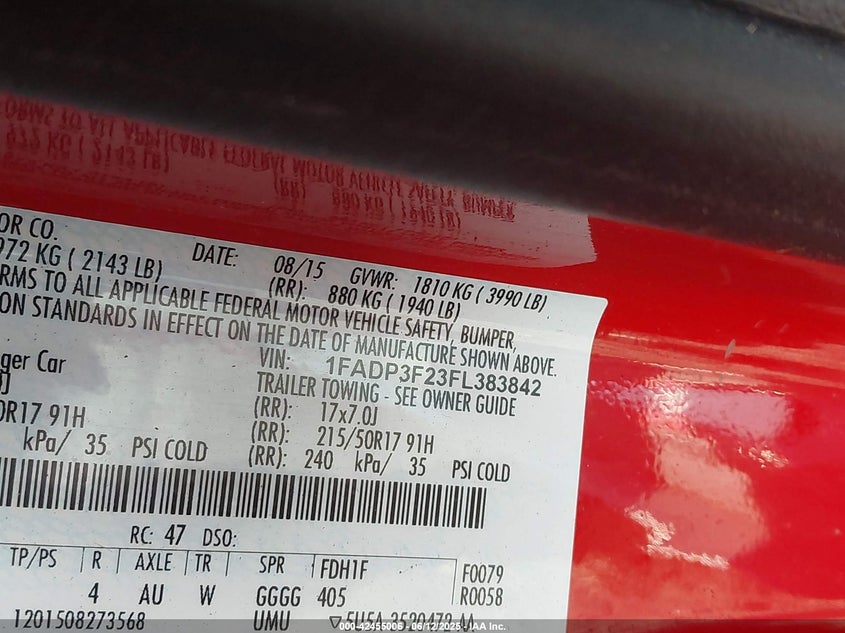 OR CO.
972 KG ( 2143 LB) DATE: 08/15 GVWR: 1810 KG ( 3990 LB)
(RR): 880 KG ( 1940 LB)
RMS TO ALL APPLICABLE FEDERAL MOTOR VEHICLE SAFETY, BUMPER,
ON STANDARDS IN EFFECT ON THE DATE OF MANUFACTURE SHOWN ABOVE.
ger Car VIN: 1FADP3F23FL383842
TRAILER TOWING - SEE OWNER GUIDE
(RR): 17x7.0J
0R17 91H (RR): 215/50R17 91H
kPa/ 35 PSI COLD (RR): 240 kPa/ 35 PSI COLD
RC: 47 DSO:
TP/PS R AXLE TR SPR FDH1F F0079
4 AU W GGGG 405 R0058
1201508273568 UMU
000-42455006 - 06/12/2025 - IAA Inc.